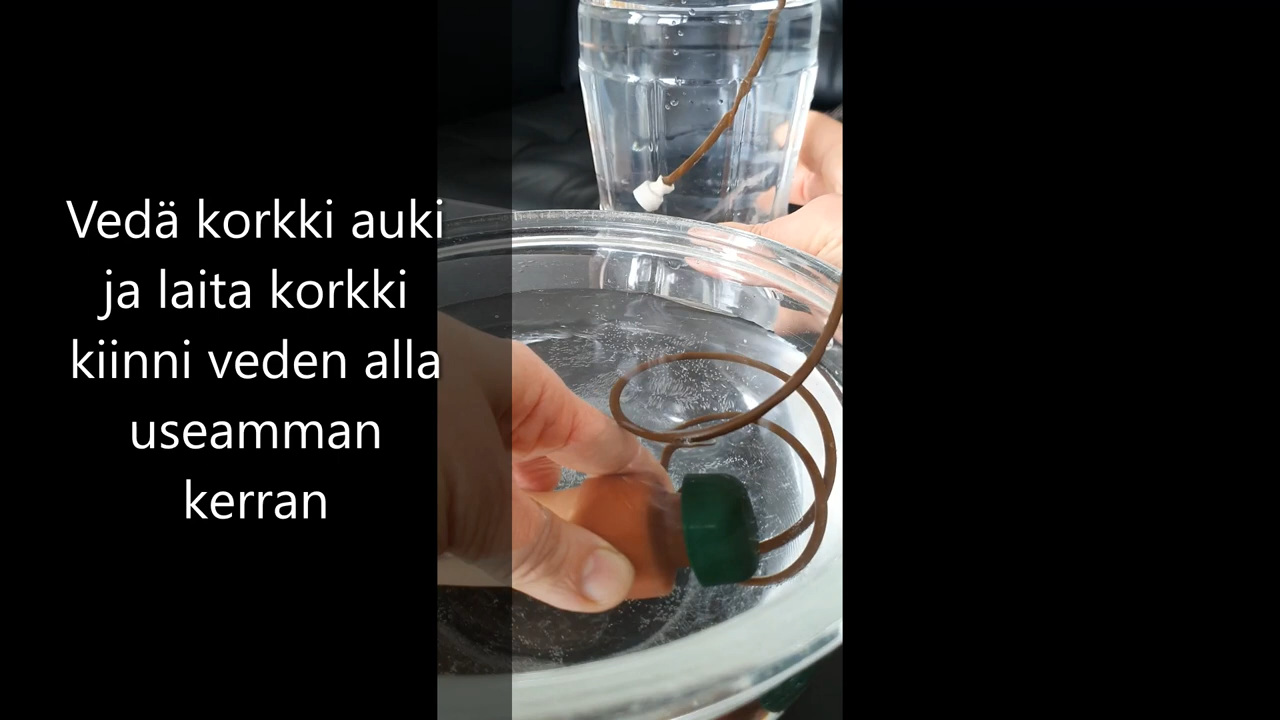 Vedä korkki auki
ja laita korkki
kiinni veden alla
useamman
kerran